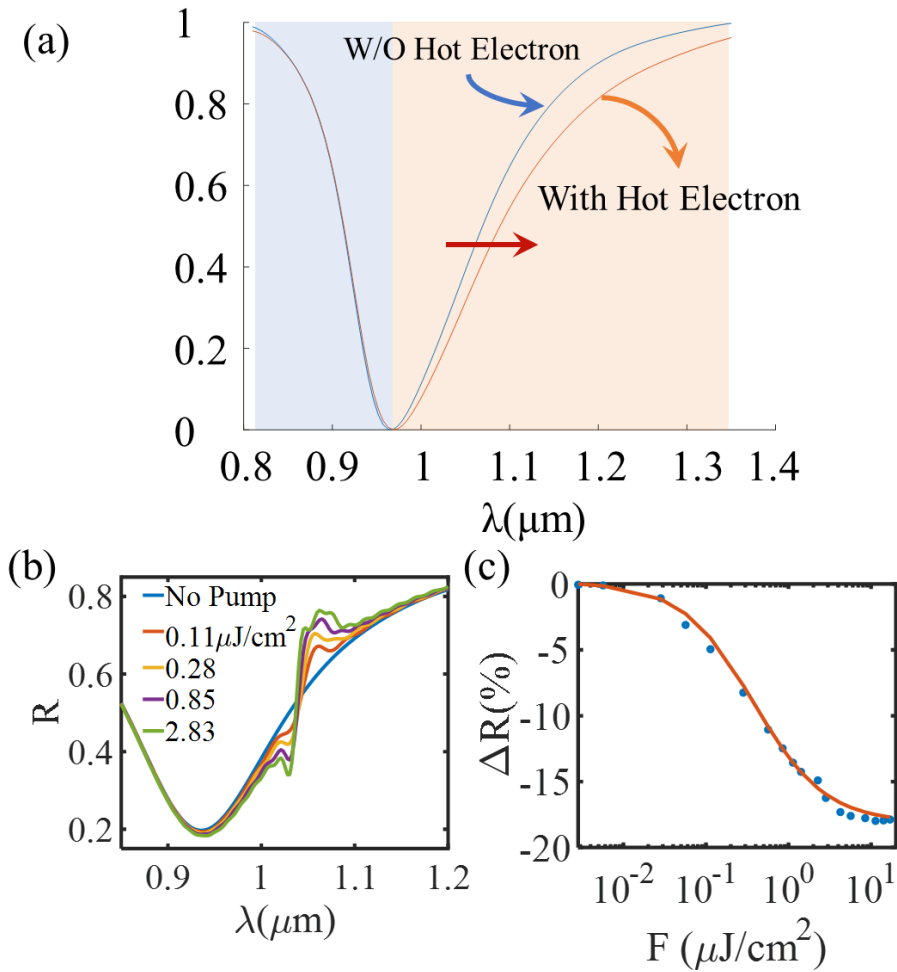 (a)
1
0.8
0.6
0.4
0.2
0
W/O Hot Electron
With Hot Electron
0.8 0.9 1 1.1 1.2 1.3 1.4
λ(μm)
(b)
0.8
0.6
0.4
0.2
R
No Pump
0.11μJ/cm²
0.28
0.85
2.83
0.9 1 1.1 1.2
λ(μm)
(c)
0
-5
-10
-15
-20
ΔR(%)
10⁻² 10⁻¹ 10⁰ 10¹
F (μJ/cm²)